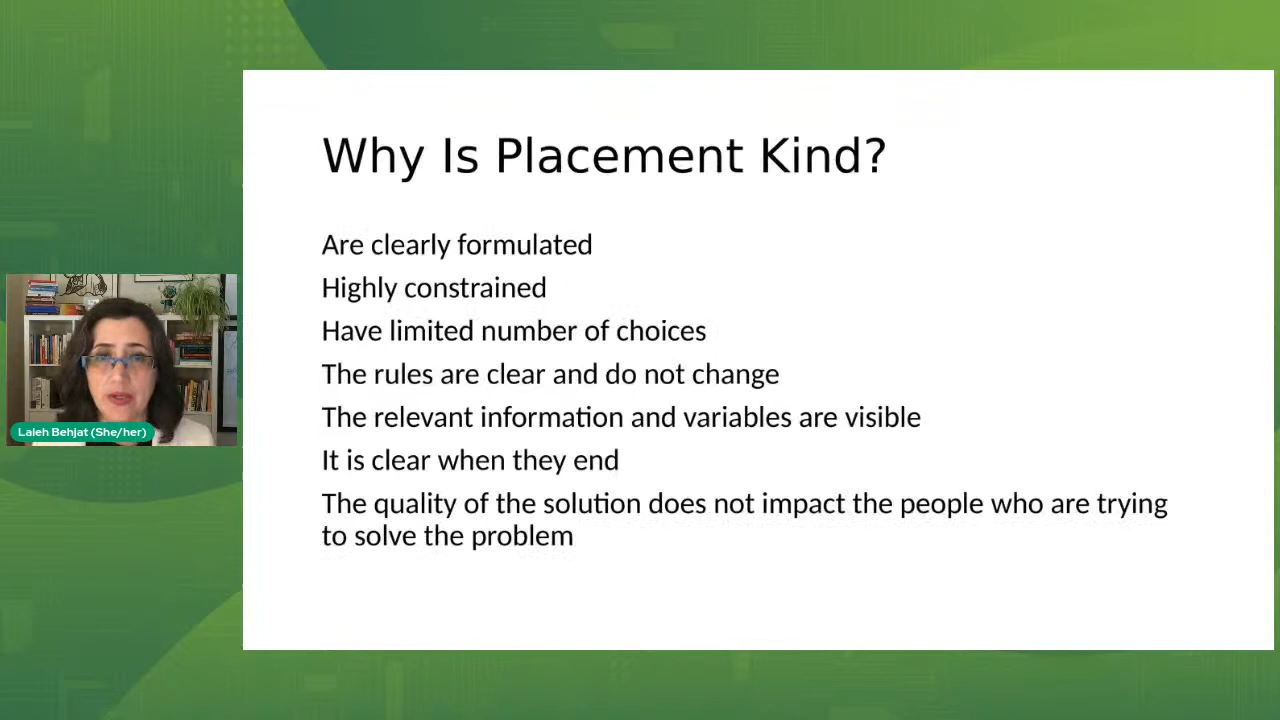 Why Is Placement Kind?
Are clearly formulated
Highly constrained
Have limited number of choices
The rules are clear and do not change
The relevant information and variables are visible
It is clear when they end
The quality of the solution does not impact the people who are trying
to solve the problem
Laleh Behjat (She/her)